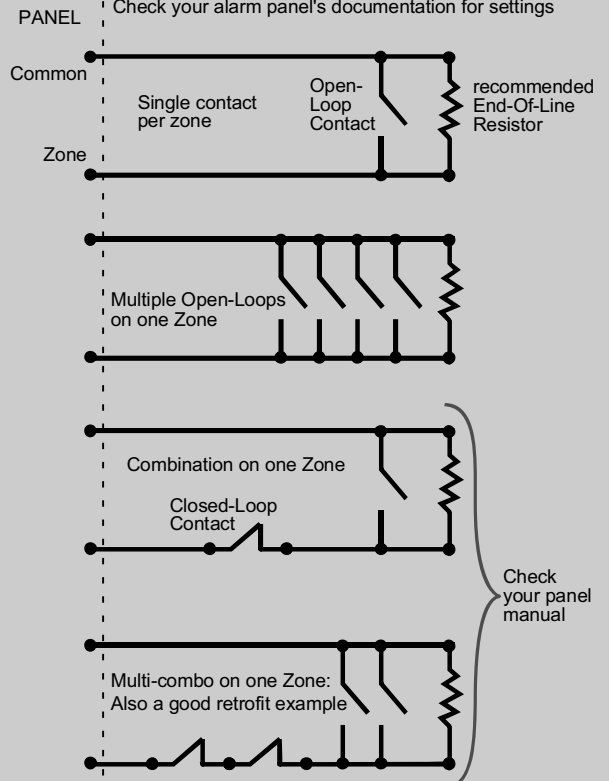 Check your alarm panel's documentation for settings
PANEL
Common
Single contact
per zone
Open-
Loop
Contact
recommended
End-Of-Line
Resistor
Zone
Multiple Open-Loops
on one Zone
Combination on one Zone
Closed-Loop
Contact
Check
your panel
manual
Multi-combo on one Zone:
Also a good retrofit example